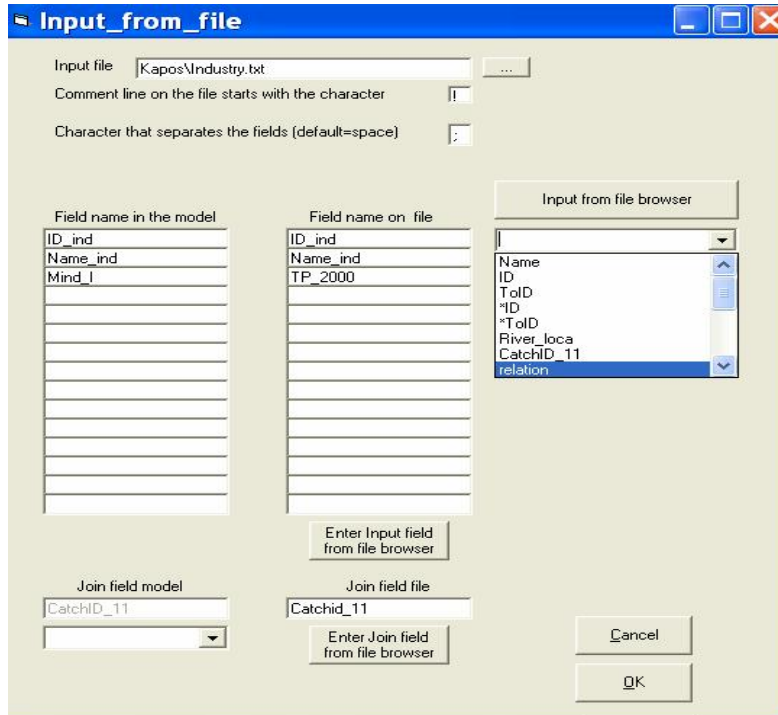 Input_from_file
Input file
Kapos\Industry.txt
...
Comment line on the file starts with the character
!
Character that separates the fields (default=space)
;
Input from file browser
Field name in the model
Field name on file
ID_ind
ID_ind
Name_ind
Name_ind
Mind_I
TP_2000
Name
ID
ToID
*ID
*ToID
River_loca
CatchID_11
relation
Enter Input field
from file browser
Join field model
Join field file
CatchID_11
Catchid_11
Enter Join field
from file browser
Cancel
OK